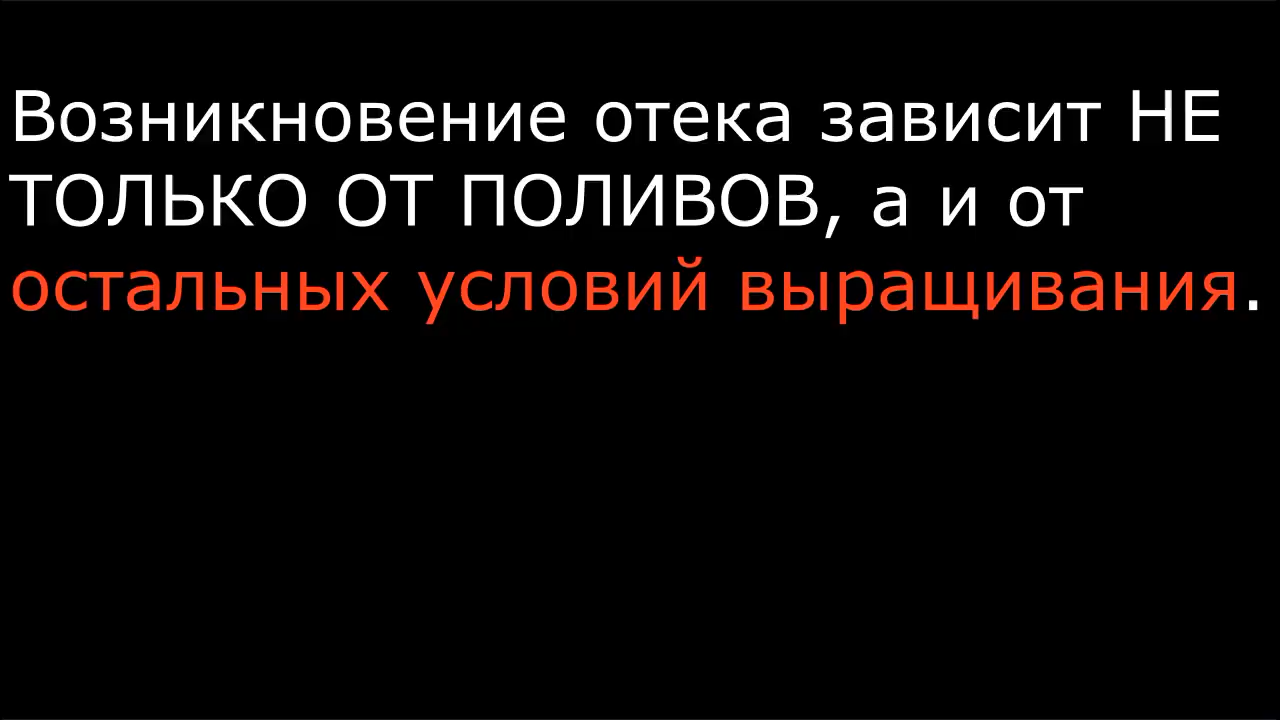 Возникновение отека зависит НЕ
ТОЛЬКО ОТ ПОЛИВОВ, а и от
остальных условий выращивания.